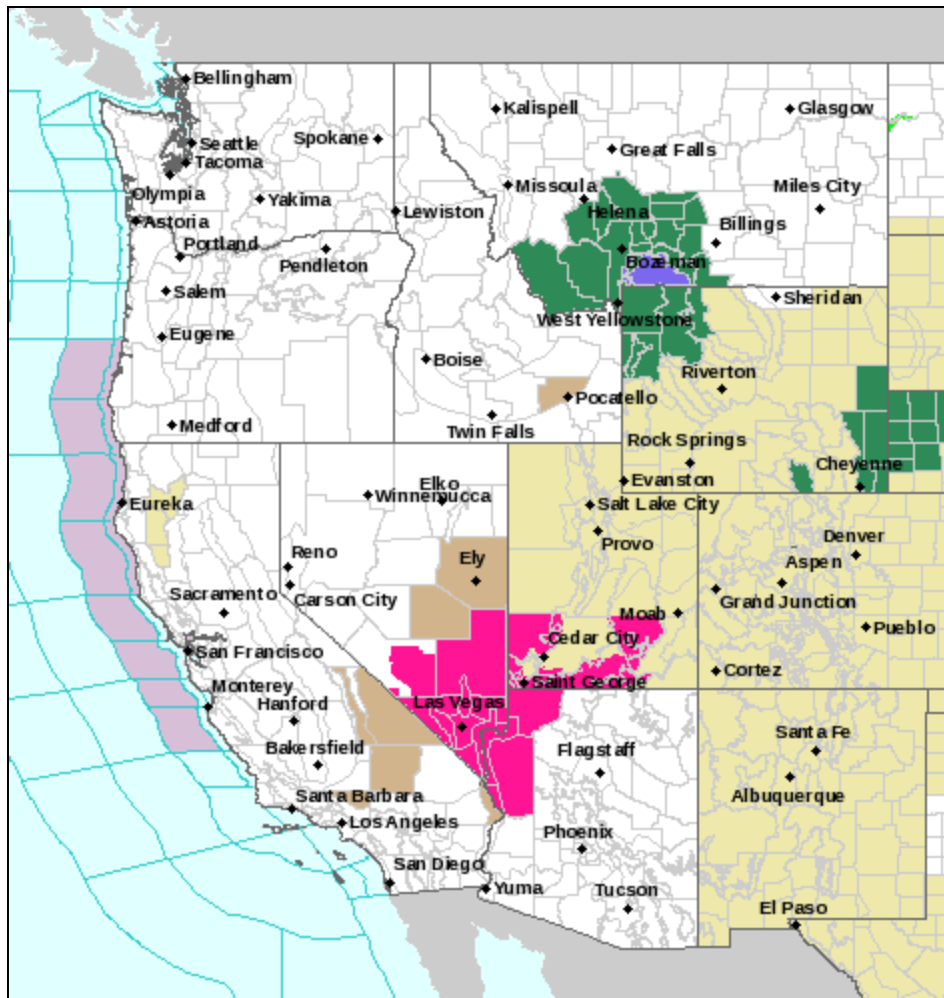 Bellingham
Kalispell
Glasgow
Seattle
Spokane
Great Falls
Tacoma
Missoula
Miles City
Olympia
Yakima
Lewiston
Helena
Astoria
Billings
Portland
Pendleton
Bozeman
Salem
Sheridan
West Yellowstone
Eugene
Boise
Riverton
Pocatello
Medford
Twin Falls
Rock Springs
Cheyenne
Elko
Evanston
Winnemucca
Eureka
Salt Lake City
Provo
Denver
Reno
Ely
Aspen
Sacramento
Carson City
Grand Junction
Moab
Pueblo
Cedar City
San Francisco
Cortez
Saint George
Monterey
Hanford
Las Vegas
Bakersfield
Flagstaff
Santa Fe
Santa Barbara
Albuquerque
Los Angeles
Phoenix
San Diego
Yuma
Tucson
El Paso